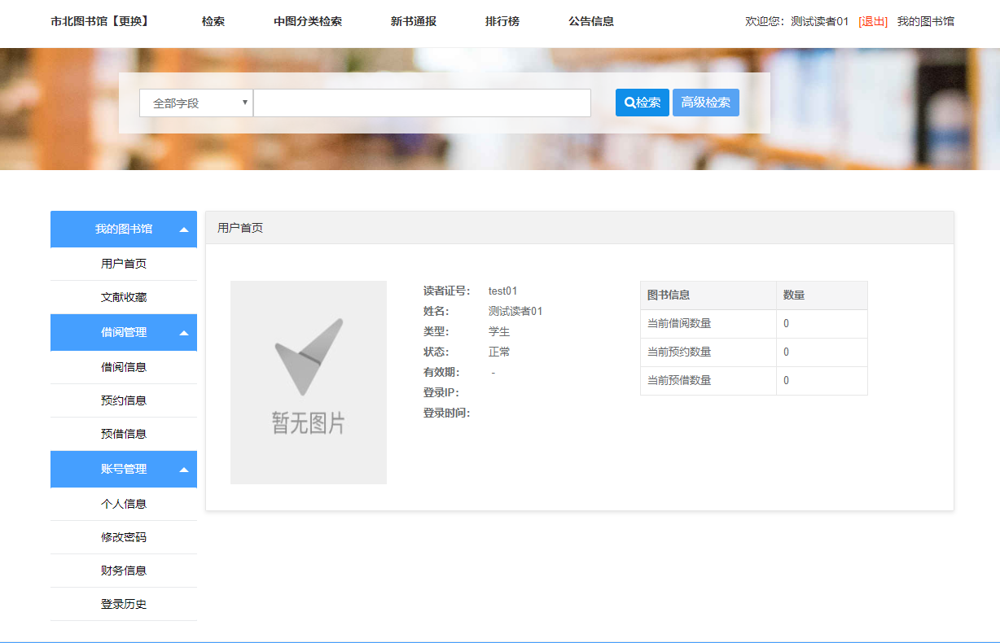 市北图书馆【更换】 检索 中图分类检索 新书通报 排行榜 公告信息 欢迎您：测试读者01 [退出] 我的图书馆
全部字段 检索 高级检索
我的图书馆
用户首页
文献收藏
借阅管理
借阅信息
预约信息
预借信息
账号管理
个人信息
修改密码
财务信息
登录历史
用户首页
暂无图片
读者证号： test01
姓名： 测试读者01
类型： 学生
状态： 正常
有效期： -
登录IP：
登录时间：
图书信息 数量
当前借阅数量 0
当前预约数量 0
当前预借数量 0